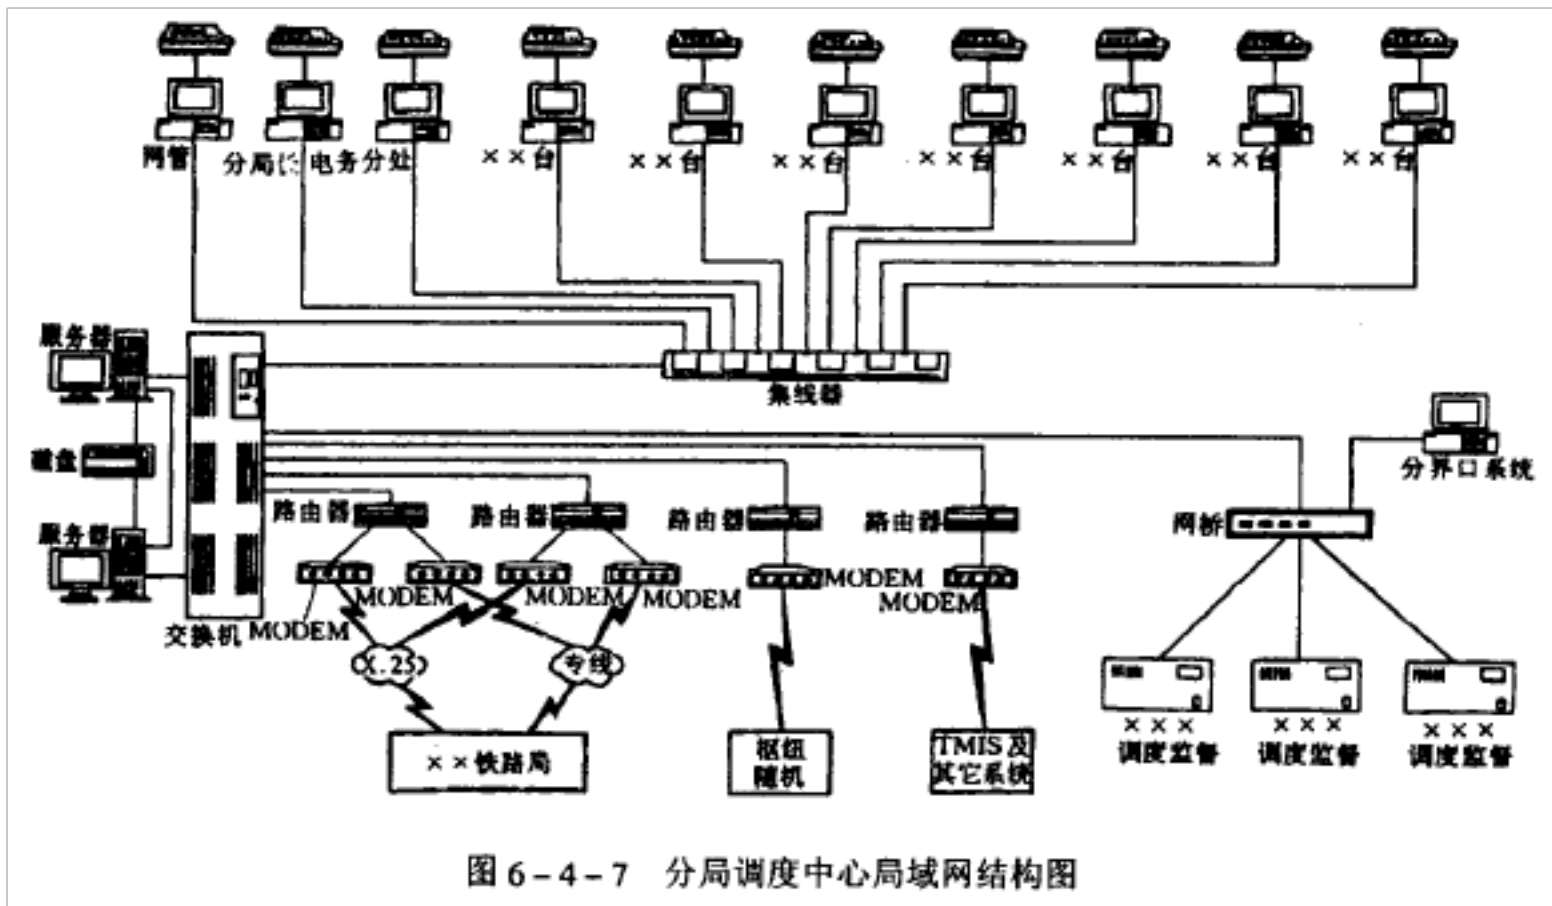 网管
分局
电务分处
××台
××台
××台
××台
××台
××台
××台
服务器
集线器
磁盘
分界口系统
路由器
路由器
路由器
路由器
网桥
服务器
MODEM
MODEM
MODEM
MODEM
MODEM
MODEM
交换机
X.25
专线
××铁路局
枢纽
随机
TMIS及
其它系统
×××
调度监督
×××
调度监督
×××
调度监督
图6-4-7 分局调度中心局域网结构图